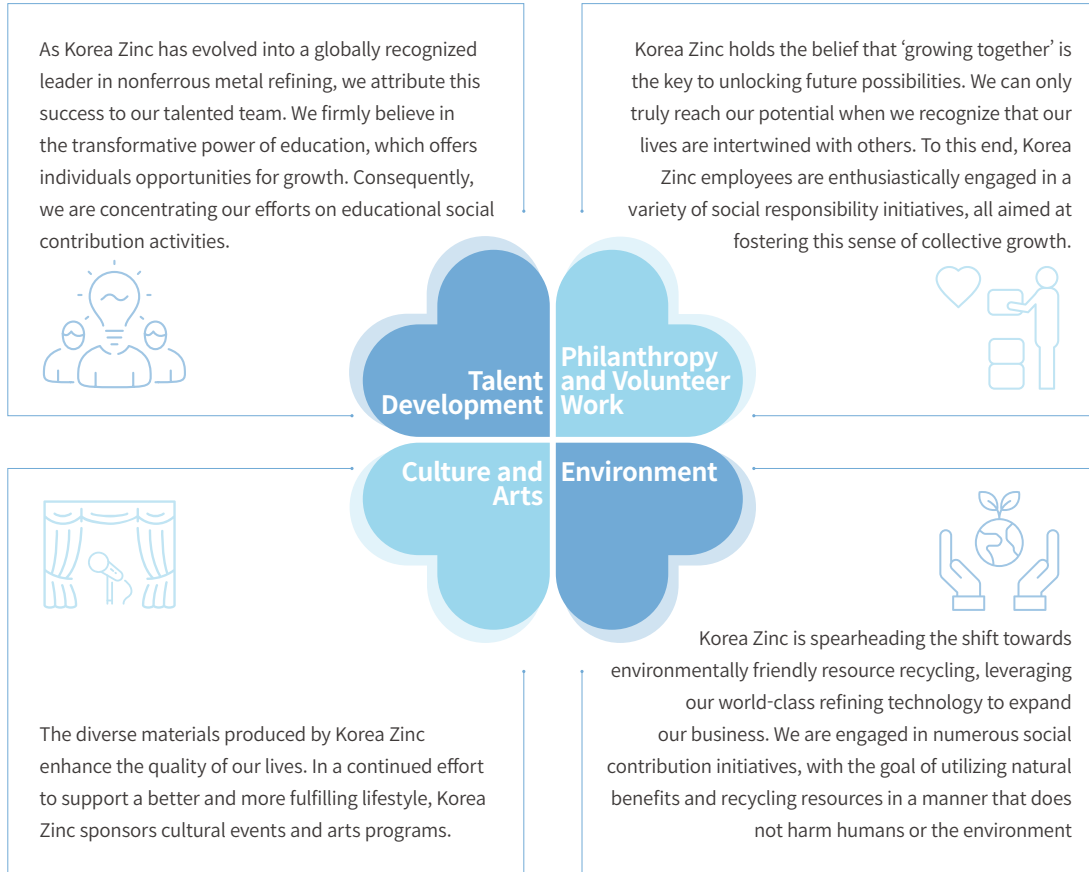 As Korea Zinc has evolved into a globally recognized
leader in nonferrous metal refining, we attribute this
success to our talented team. We firmly believe in
the transformative power of education, which offers
individuals opportunities for growth. Consequently,
we are concentrating our efforts on educational social
contribution activities.
Korea Zinc holds the belief that ‘growing together’ is
the key to unlocking future possibilities. We can only
truly reach our potential when we recognize that our
lives are intertwined with others. To this end, Korea
Zinc employees are enthusiastically engaged in a
variety of social responsibility initiatives, all aimed at
fostering this sense of collective growth.
Talent
Development
Philanthropy
and Volunteer
Work
Culture and
Arts
Environment
The diverse materials produced by Korea Zinc
enhance the quality of our lives. In a continued effort
to support a better and more fulfilling lifestyle, Korea
Zinc sponsors cultural events and arts programs.
Korea Zinc is spearheading the shift towards
environmentally friendly resource recycling, leveraging
our world-class refining technology to expand
our business. We are engaged in numerous social
contribution initiatives, with the goal of utilizing natural
benefits and recycling resources in a manner that does
not harm humans or the environment